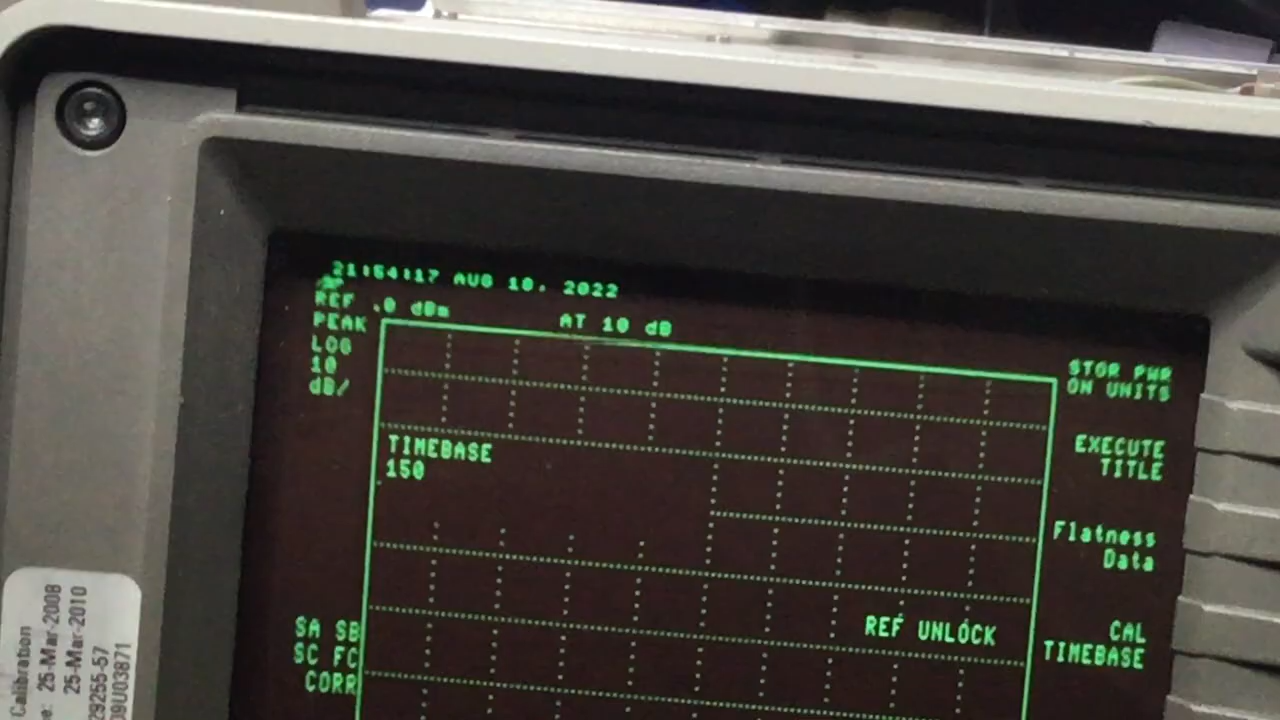 21:54:17 AUG 18, 2022
REF .0 dBm AT 10 dB
PEAK
LOG
10
dB/
STOR PWR
ON UNITS
EXECUTE
TITLE
TIMEBASE
150
Flatness
Data
REF UNLOCK
CAL
TIMEBASE
SA SB
SC FC
CORR
Calibration
e: 25-Mar-2008
25-Mar-2010
29255-57
09U03871